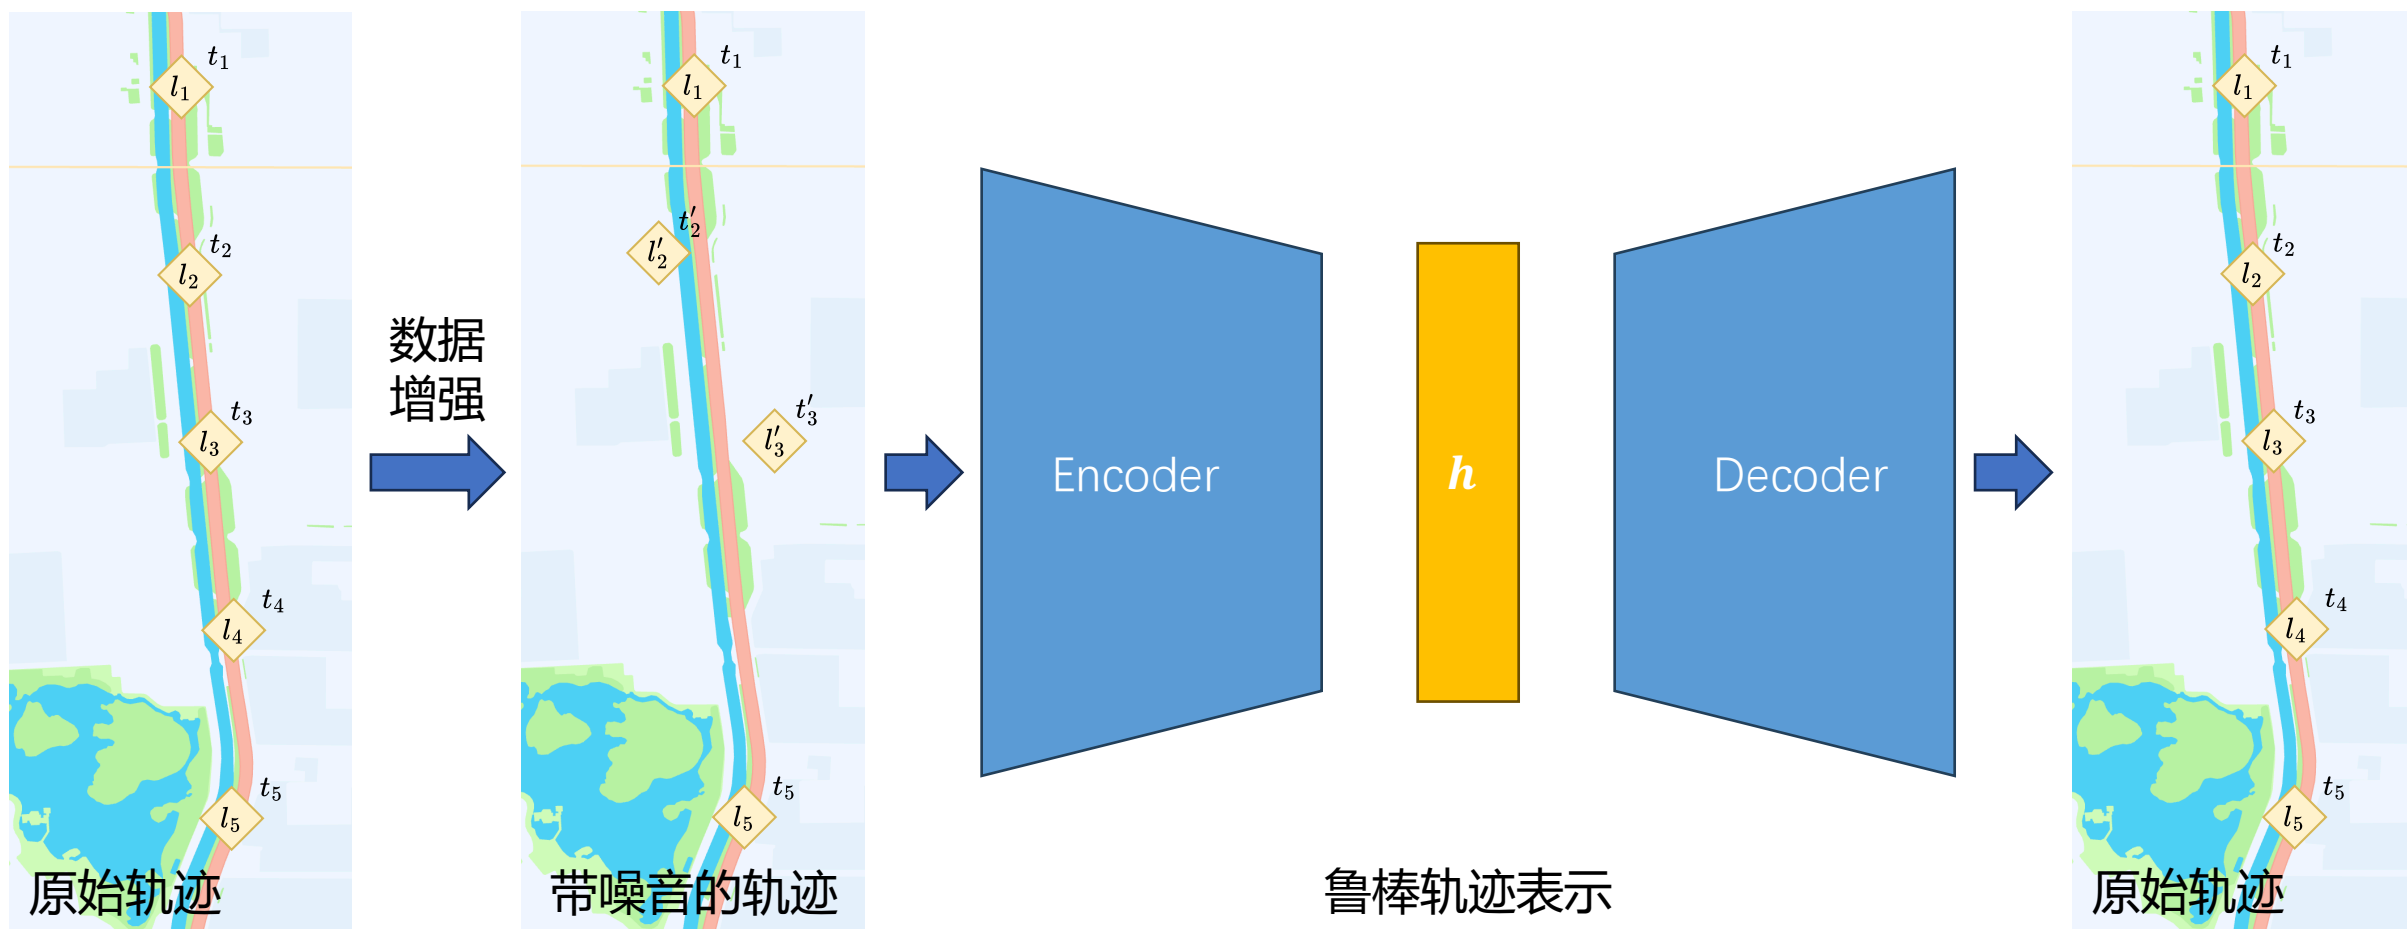 t₁
l₁
t₂
l₂
t₃
l₃
t₄
l₄
t₅
l₅
原始轨迹
数据
增强
t₁
l₁
t′₂
l′₂
t′₃
l′₃
t₅
l₅
带噪音的轨迹
Encoder
h
Decoder
鲁棒轨迹表示
t₁
l₁
t₂
l₂
t₃
l₃
t₄
l₄
t₅
l₅
原始轨迹